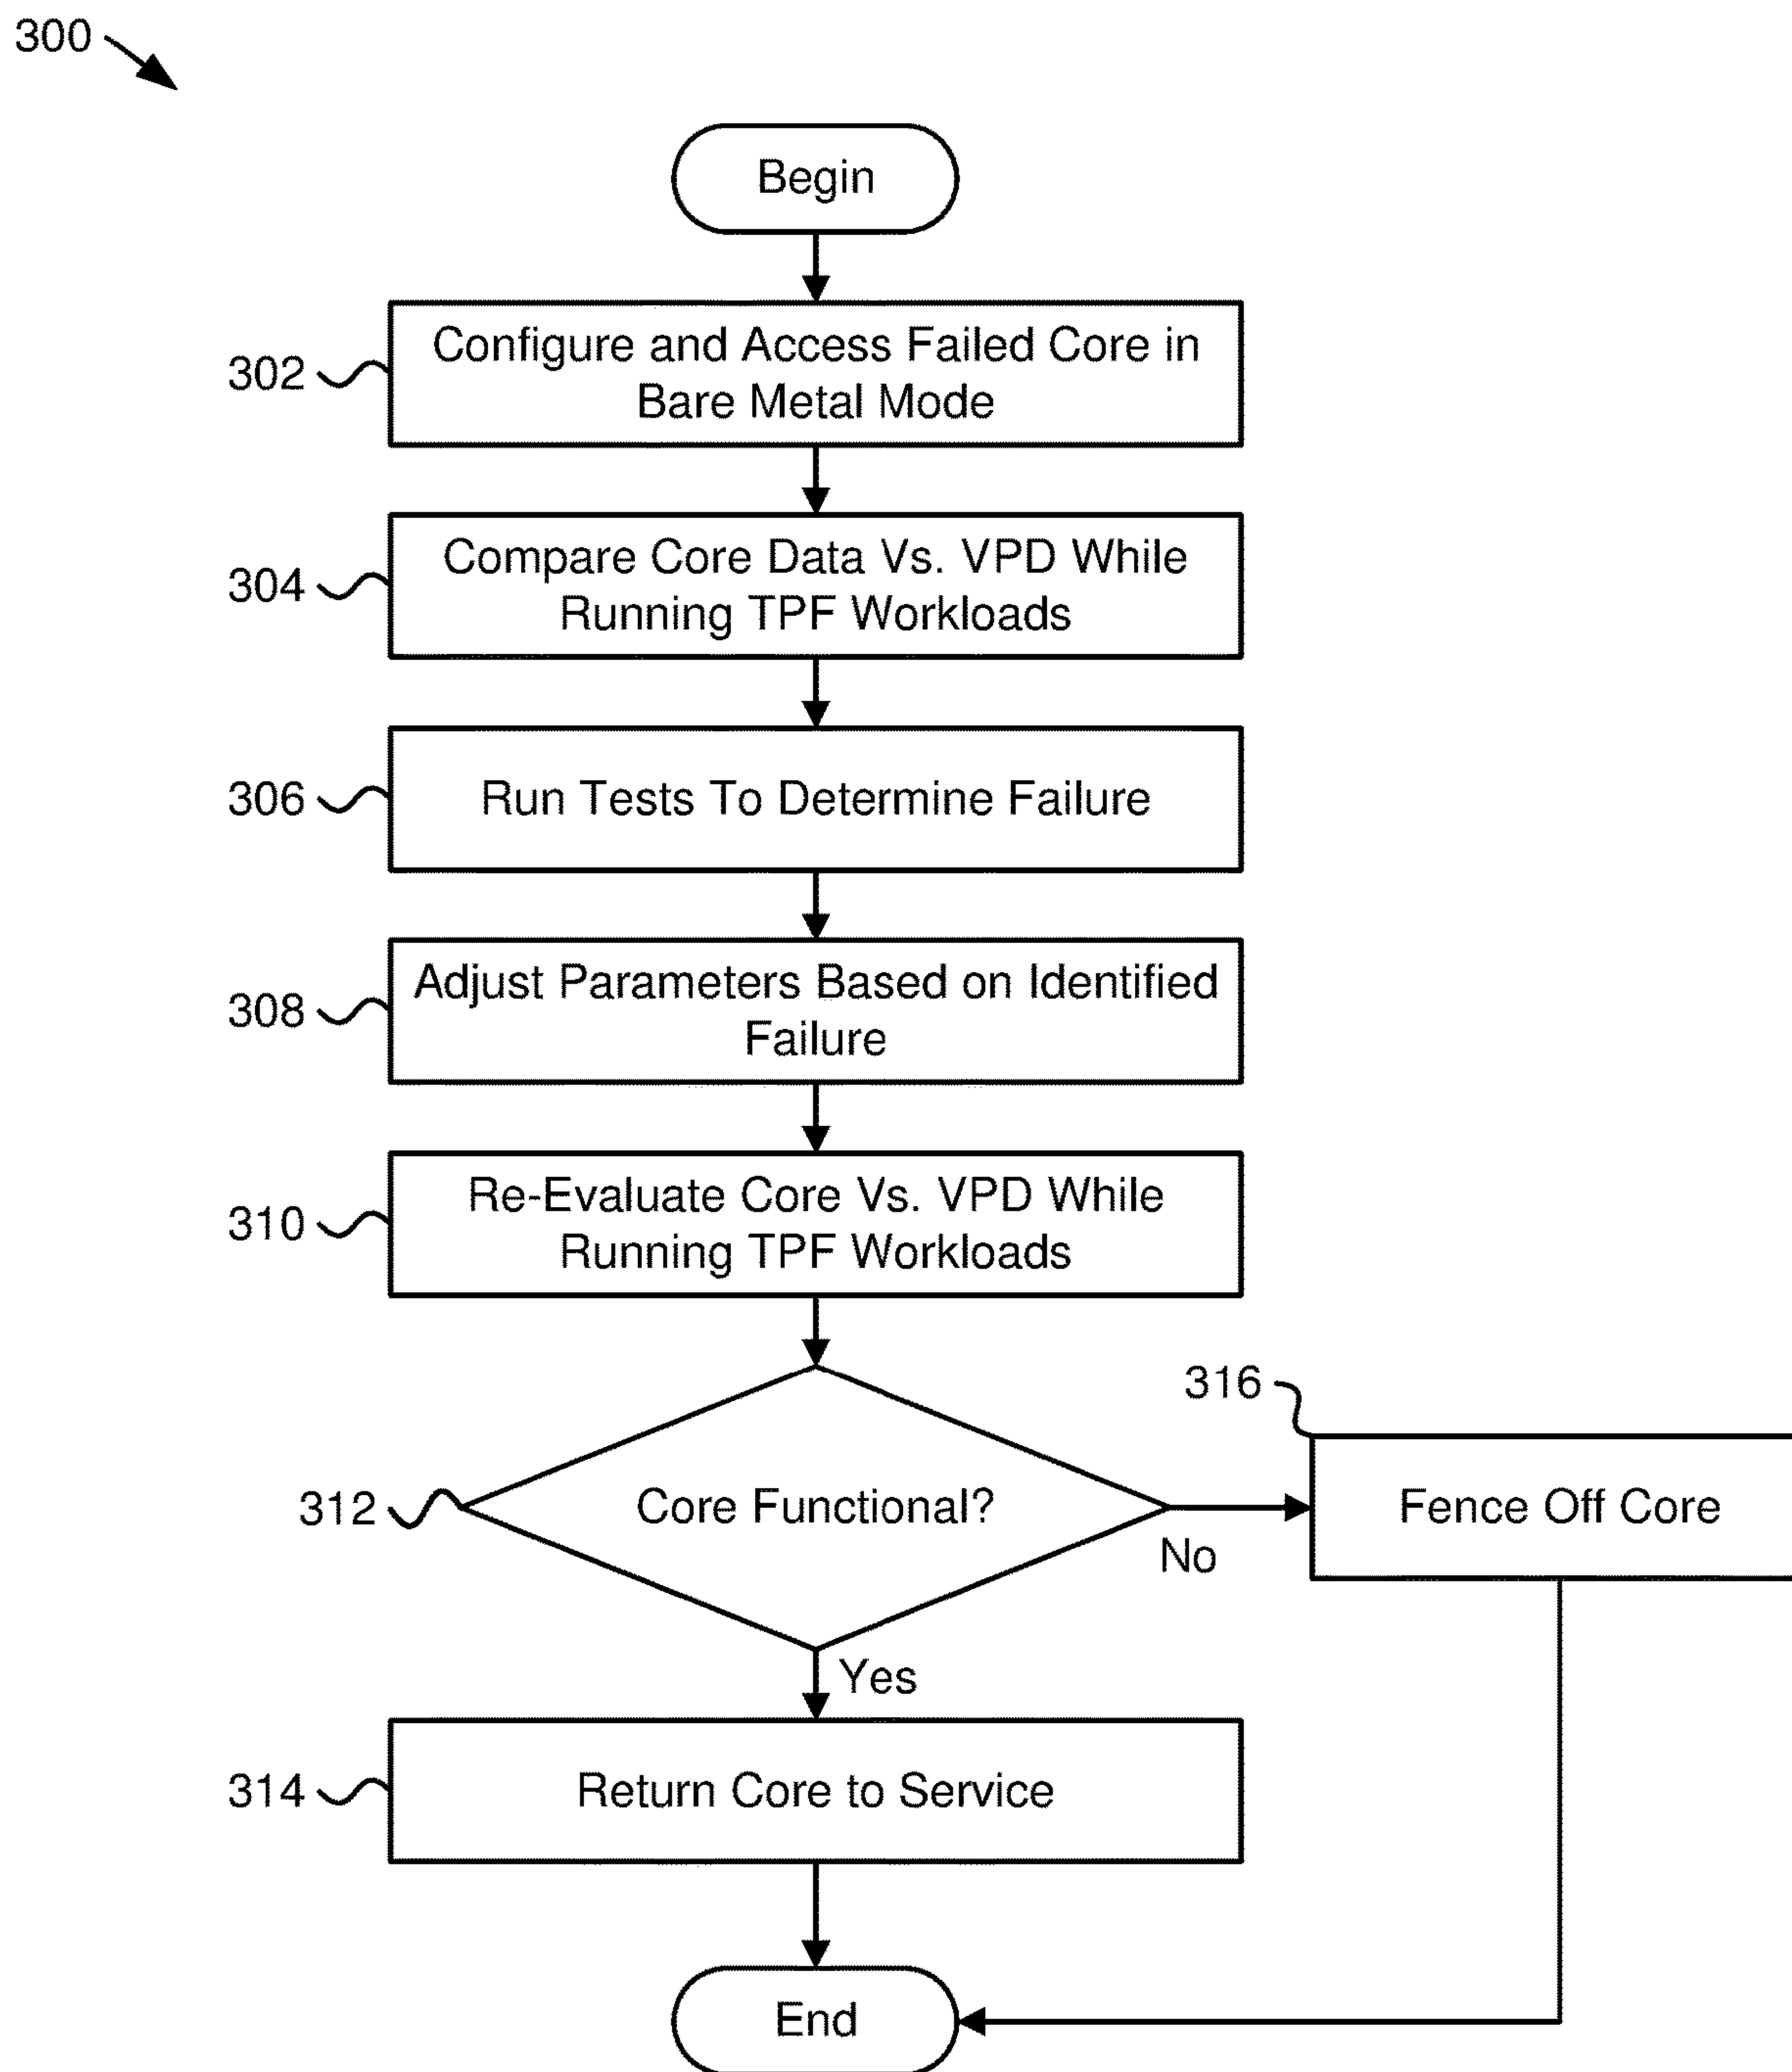 300
Begin
302
Configure and Access Failed Core in
Bare Metal Mode
304
Compare Core Data Vs. VPD While
Running TPF Workloads
306
Run Tests To Determine Failure
308
Adjust Parameters Based on Identified
Failure
310
Re-Evaluate Core Vs. VPD While
Running TPF Workloads
312
Core Functional?
No
316
Fence Off Core
Yes
314
Return Core to Service
End